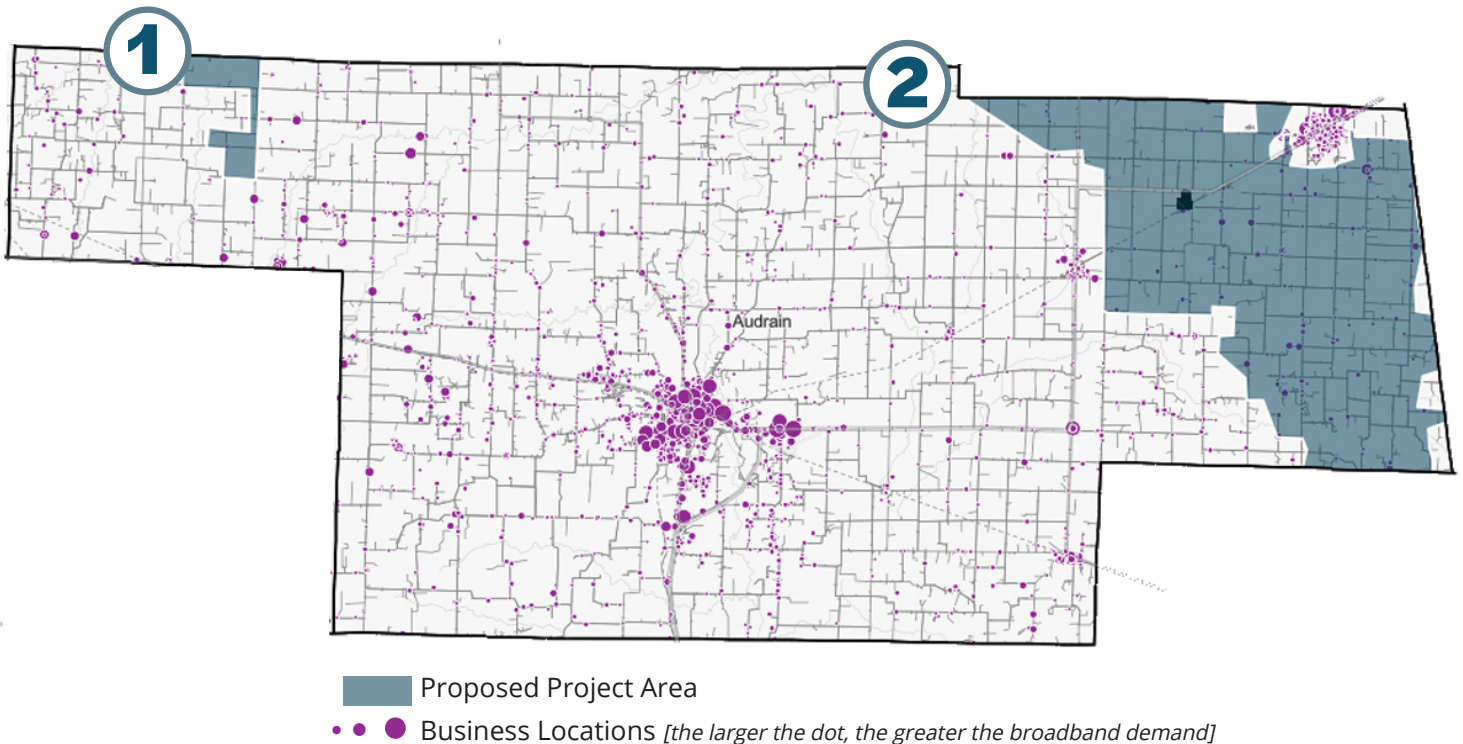 1
2
Audrain
Proposed Project Area
Business Locations [the larger the dot, the greater the broadband demand]